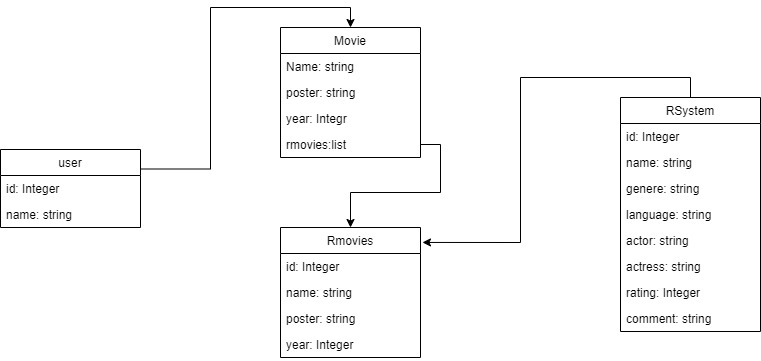 Movie
Name: string
poster: string
year: Integr
rmovies:list
user
id: Integer
name: string
Rmovies
id: Integer
name: string
poster: string
year: Integer
RSystem
id: Integer
name: string
genere: string
language: string
actor: string
actress: string
rating: Integer
comment: string